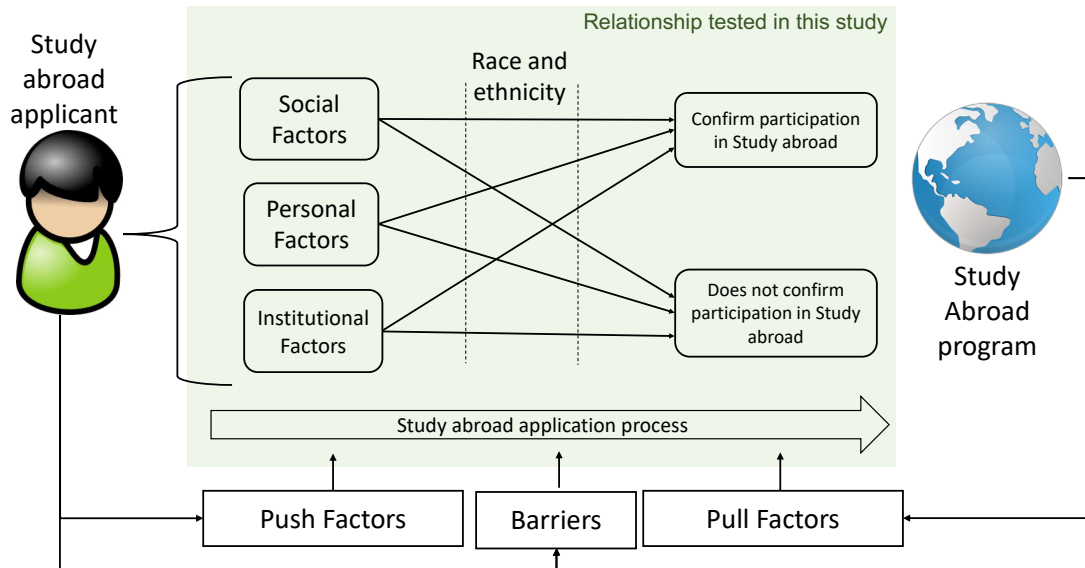 Relationship tested in this study
Study
abroad
applicant
Race and
ethnicity
Social
Factors
Personal
Factors
Institutional
Factors
Confirm participation
in Study abroad
Does not confirm
participation in Study
abroad
Study
Abroad
program
Study abroad application process
Push Factors
Barriers
Pull Factors